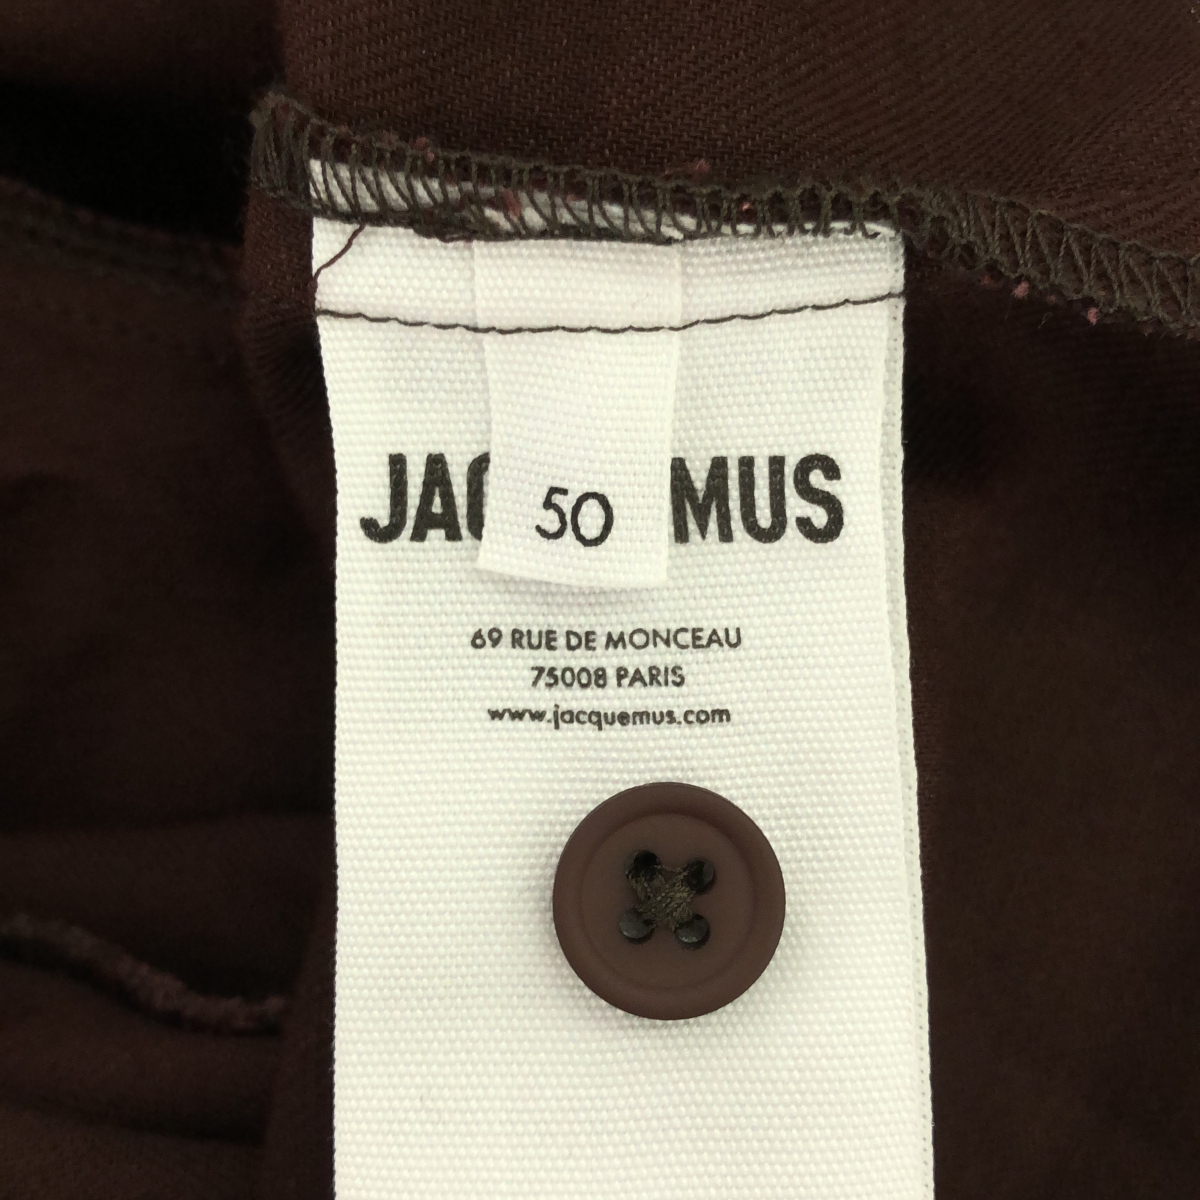 JAC 50 MUS
69 RUE DE MONCEAU
75008 PARIS
www.jacquemus.com